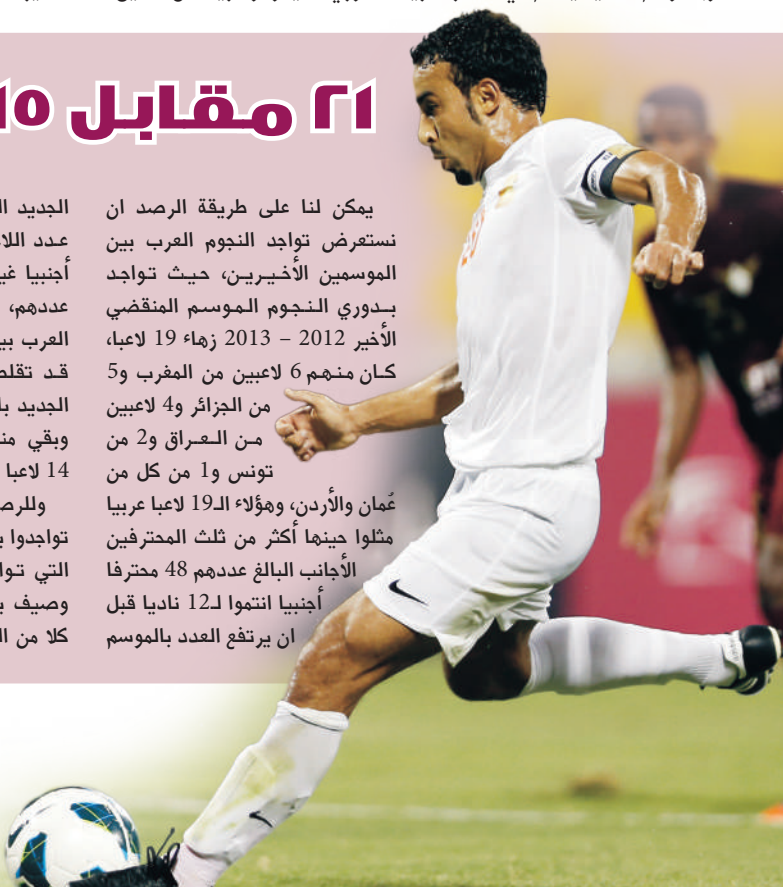 ٢١ مقابل ١٥
يمكن لنا على طريقة الرصد ان
نستعرض تواجد النجوم العرب بين
الموسمين الأخيرين، حيث تواجد
بدوري النجوم الموسم المنقضي
الأخير 2012 – 2013 زهاء 19 لاعبا،
كان منهم 6 لاعبين من المغرب و5
من الجزائر و4 لاعبين
من العراق و2 من
تونس و1 من كل من
عُمان والأردن، وهؤلاء الـ19 لاعبا عربيا
مثلوا حينها أكثر من ثلث المحترفين
الأجانب البالغ عددهم 48 محترفا
أجنبيا انتموا لـ12 ناديا قبل
ان يرتفع العدد بالموسم
الجديد
عدد
أجنبيا
عددهم،
العرب
قد
الجديد
وبقي
14 لاعبا
تواجدوا
التي
وصيف
كلا من